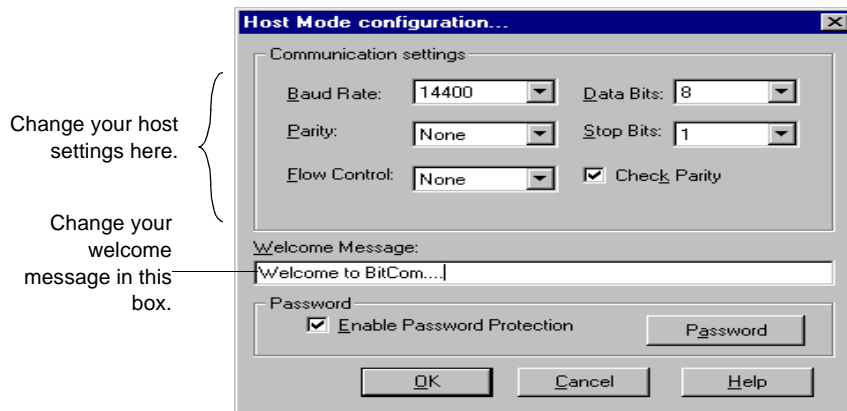 Host Mode configuration...
Communication settings
Baud Rate: 14400 Data Bits: 8
Parity: None Stop Bits: 1
Flow Control: None Check Parity
Change your host
settings here.
Welcome Message:
Welcome to BitCom....
Change your
welcome
message in this
box.
Password
Enable Password Protection Password
OK Cancel Help